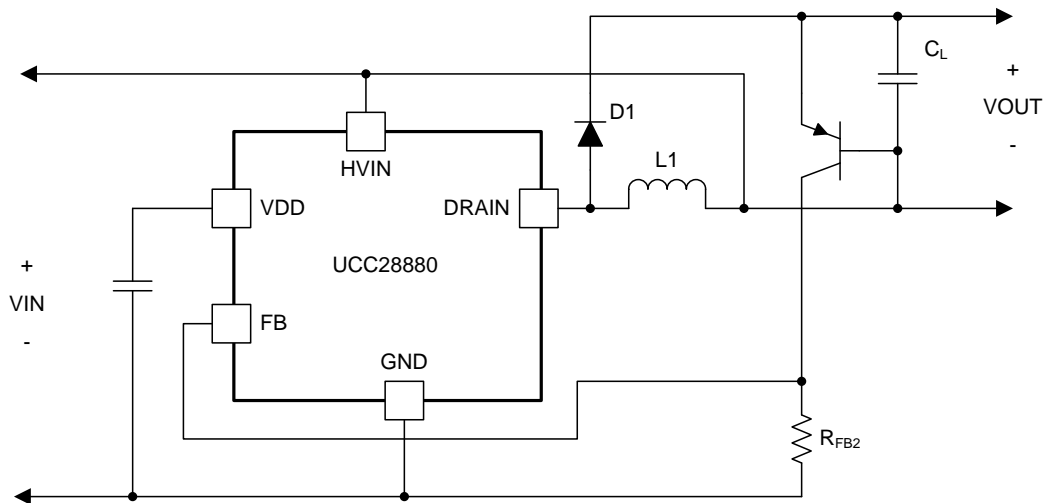 C_L
+
VOUT
-
D1
HVIN
L1
VDD
DRAIN
UCC28880
+
VIN
-
FB
GND
R_FB2